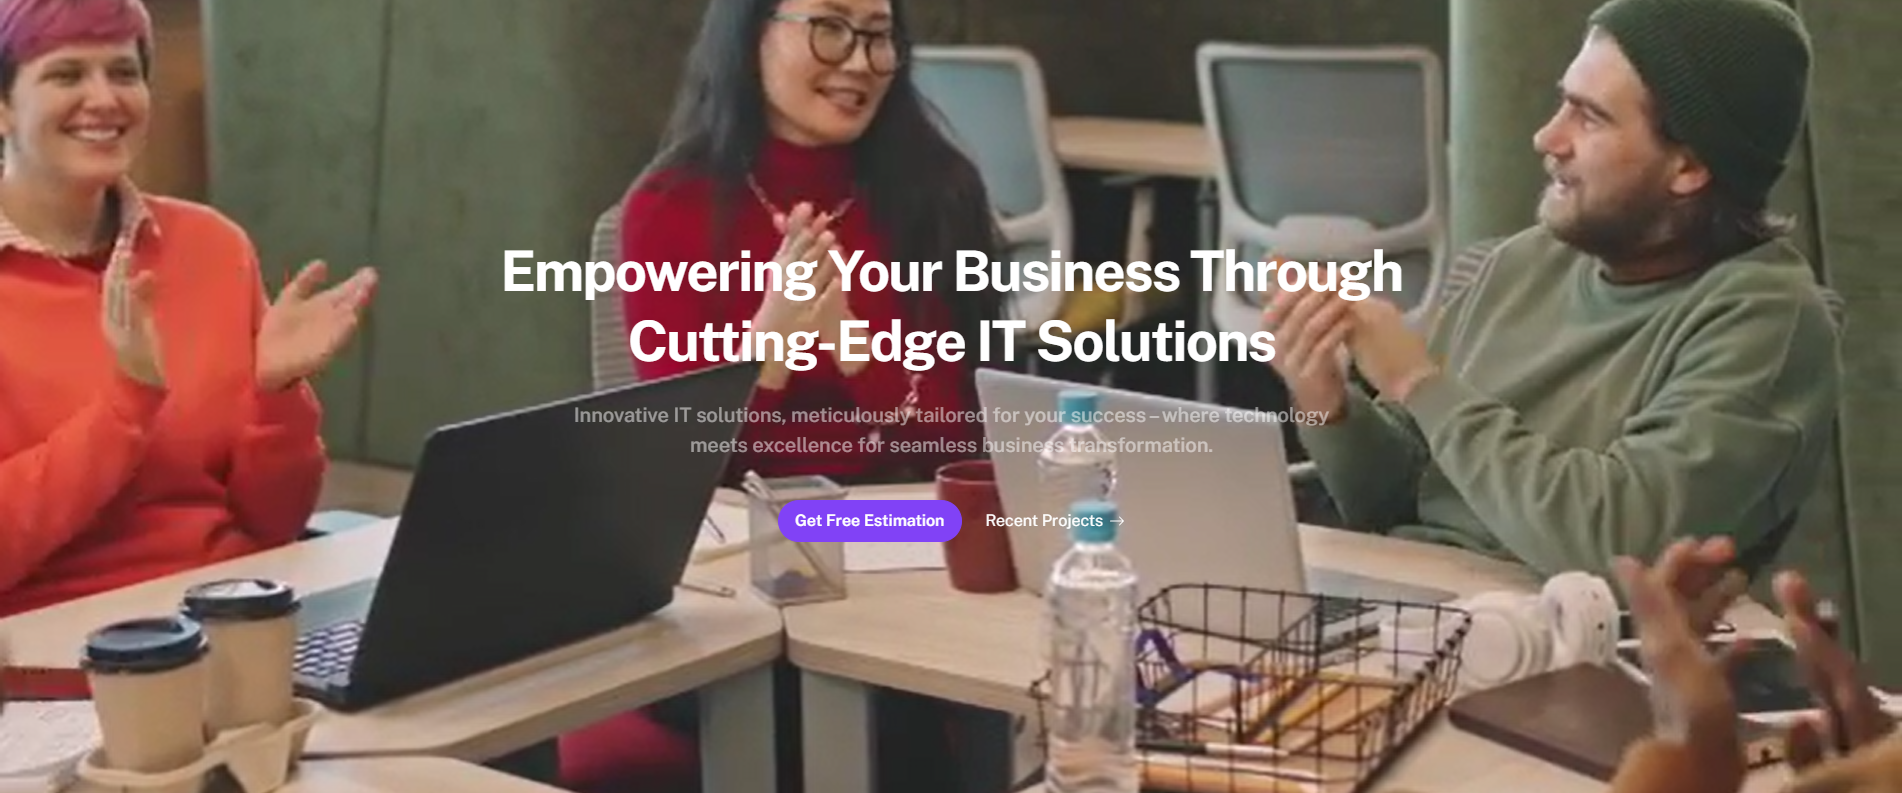 Empowering Your Business Through
Cutting-Edge IT Solutions
Innovative IT solutions, meticulously tailored for your success – where technology
meets excellence for seamless business transformation.
Get Free Estimation
Recent Projects →